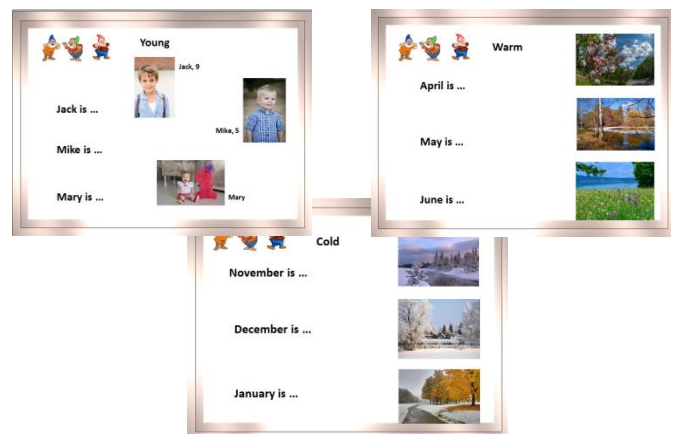 Young
Jack, 9
Jack is ...
Mike, 5
Mike is ...
Mary is ...
Mary
Warm
April is ...
May is ...
June is ...
Cold
November is ...
December is ...
January is ...